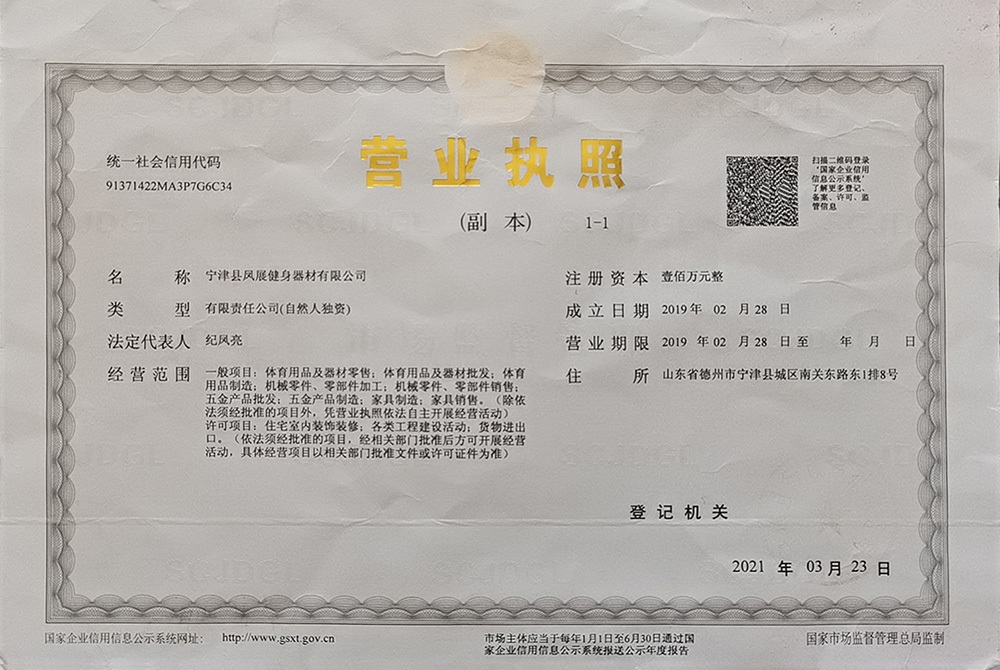 营业执照
(副 本) 1-1
统一社会信用代码
91371422MA3P7G6C34
扫描二维码登录
“国家企业信用
信息公示系统”
了解更多登记、
备案、许可、监
管信息
名 称 宁津县凤展健身器材有限公司
类 型 有限责任公司(自然人独资)
法定代表人 纪凤亮
经营范围 一般项目：体育用品及器材零售；体育用品及器材批发；体育
用品制造；机械零件、零部件加工；机械零件、零部件销售；
五金产品批发；五金产品制造；家具制造；家具销售。（除依
法须经批准的项目外，凭营业执照依法自主开展经营活动）
许可项目：住宅室内装饰装修；各类工程建设活动；货物进出
口。（依法须经批准的项目，经相关部门批准后方可开展经营
活动，具体经营项目以相关部门批准文件或许可证件为准）
注册资本 壹佰万元整
成立日期 2019 年 02 月 28 日
营业期限 2019 年 02 月 28 日 至 年 月 日
住 所 山东省德州市宁津县城区南关东路东1排8号
登记机关
2021 年 03 月 23 日
国家企业信用信息公示系统网址： http://www.gsxt.gov.cn
市场主体应当于每年1月1日至6月30日通过国
家企业信用信息公示系统报送公示年度报告
国家市场监督管理总局监制